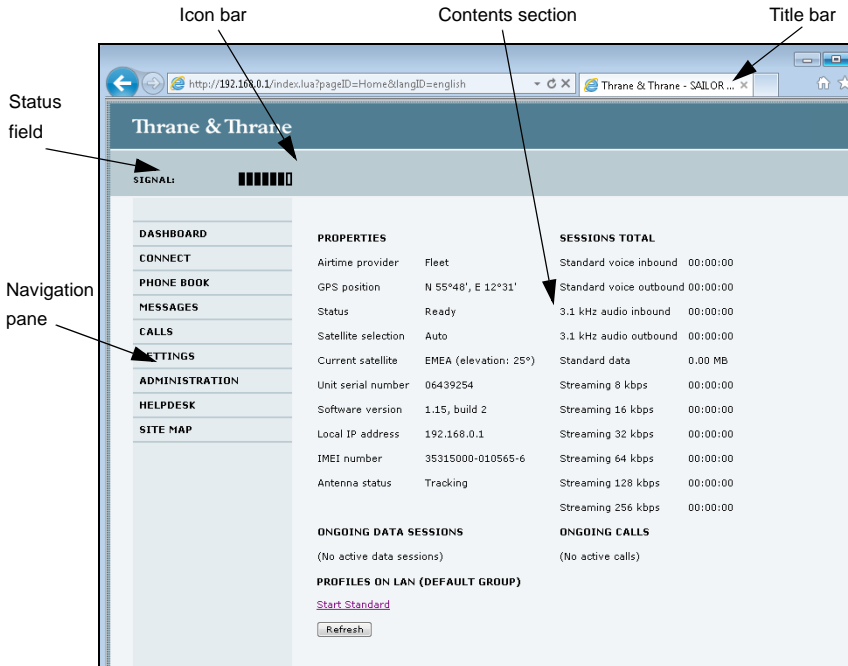 Icon bar
Contents section
Title bar
Status
field
Navigation
pane
http://192.168.0.1/index.lua?pageID=Home&langID=english
Thrane & Thrane - SAILOR ...
Thrane & Thrane
SIGNAL:
DASHBOARD
CONNECT
PHONE BOOK
MESSAGES
CALLS
SETTINGS
ADMINISTRATION
HELPDESK
SITE MAP
PROPERTIES
Airtime provider Fleet
GPS position N 55°48', E 12°31'
Status Ready
Satellite selection Auto
Current satellite EMEA (elevation: 25°)
Unit serial number 06439254
Software version 1.15, build 2
Local IP address 192.168.0.1
IMEI number 35315000-010565-6
Antenna status Tracking
SESSIONS TOTAL
Standard voice inbound 00:00:00
Standard voice outbound 00:00:00
3.1 kHz audio inbound 00:00:00
3.1 kHz audio outbound 00:00:00
Standard data 0.00 MB
Streaming 8 kbps 00:00:00
Streaming 16 kbps 00:00:00
Streaming 32 kbps 00:00:00
Streaming 64 kbps 00:00:00
Streaming 128 kbps 00:00:00
Streaming 256 kbps 00:00:00
ONGOING DATA SESSIONS
(No active data sessions)
ONGOING CALLS
(No active calls)
PROFILES ON LAN (DEFAULT GROUP)
Start Standard
Refresh